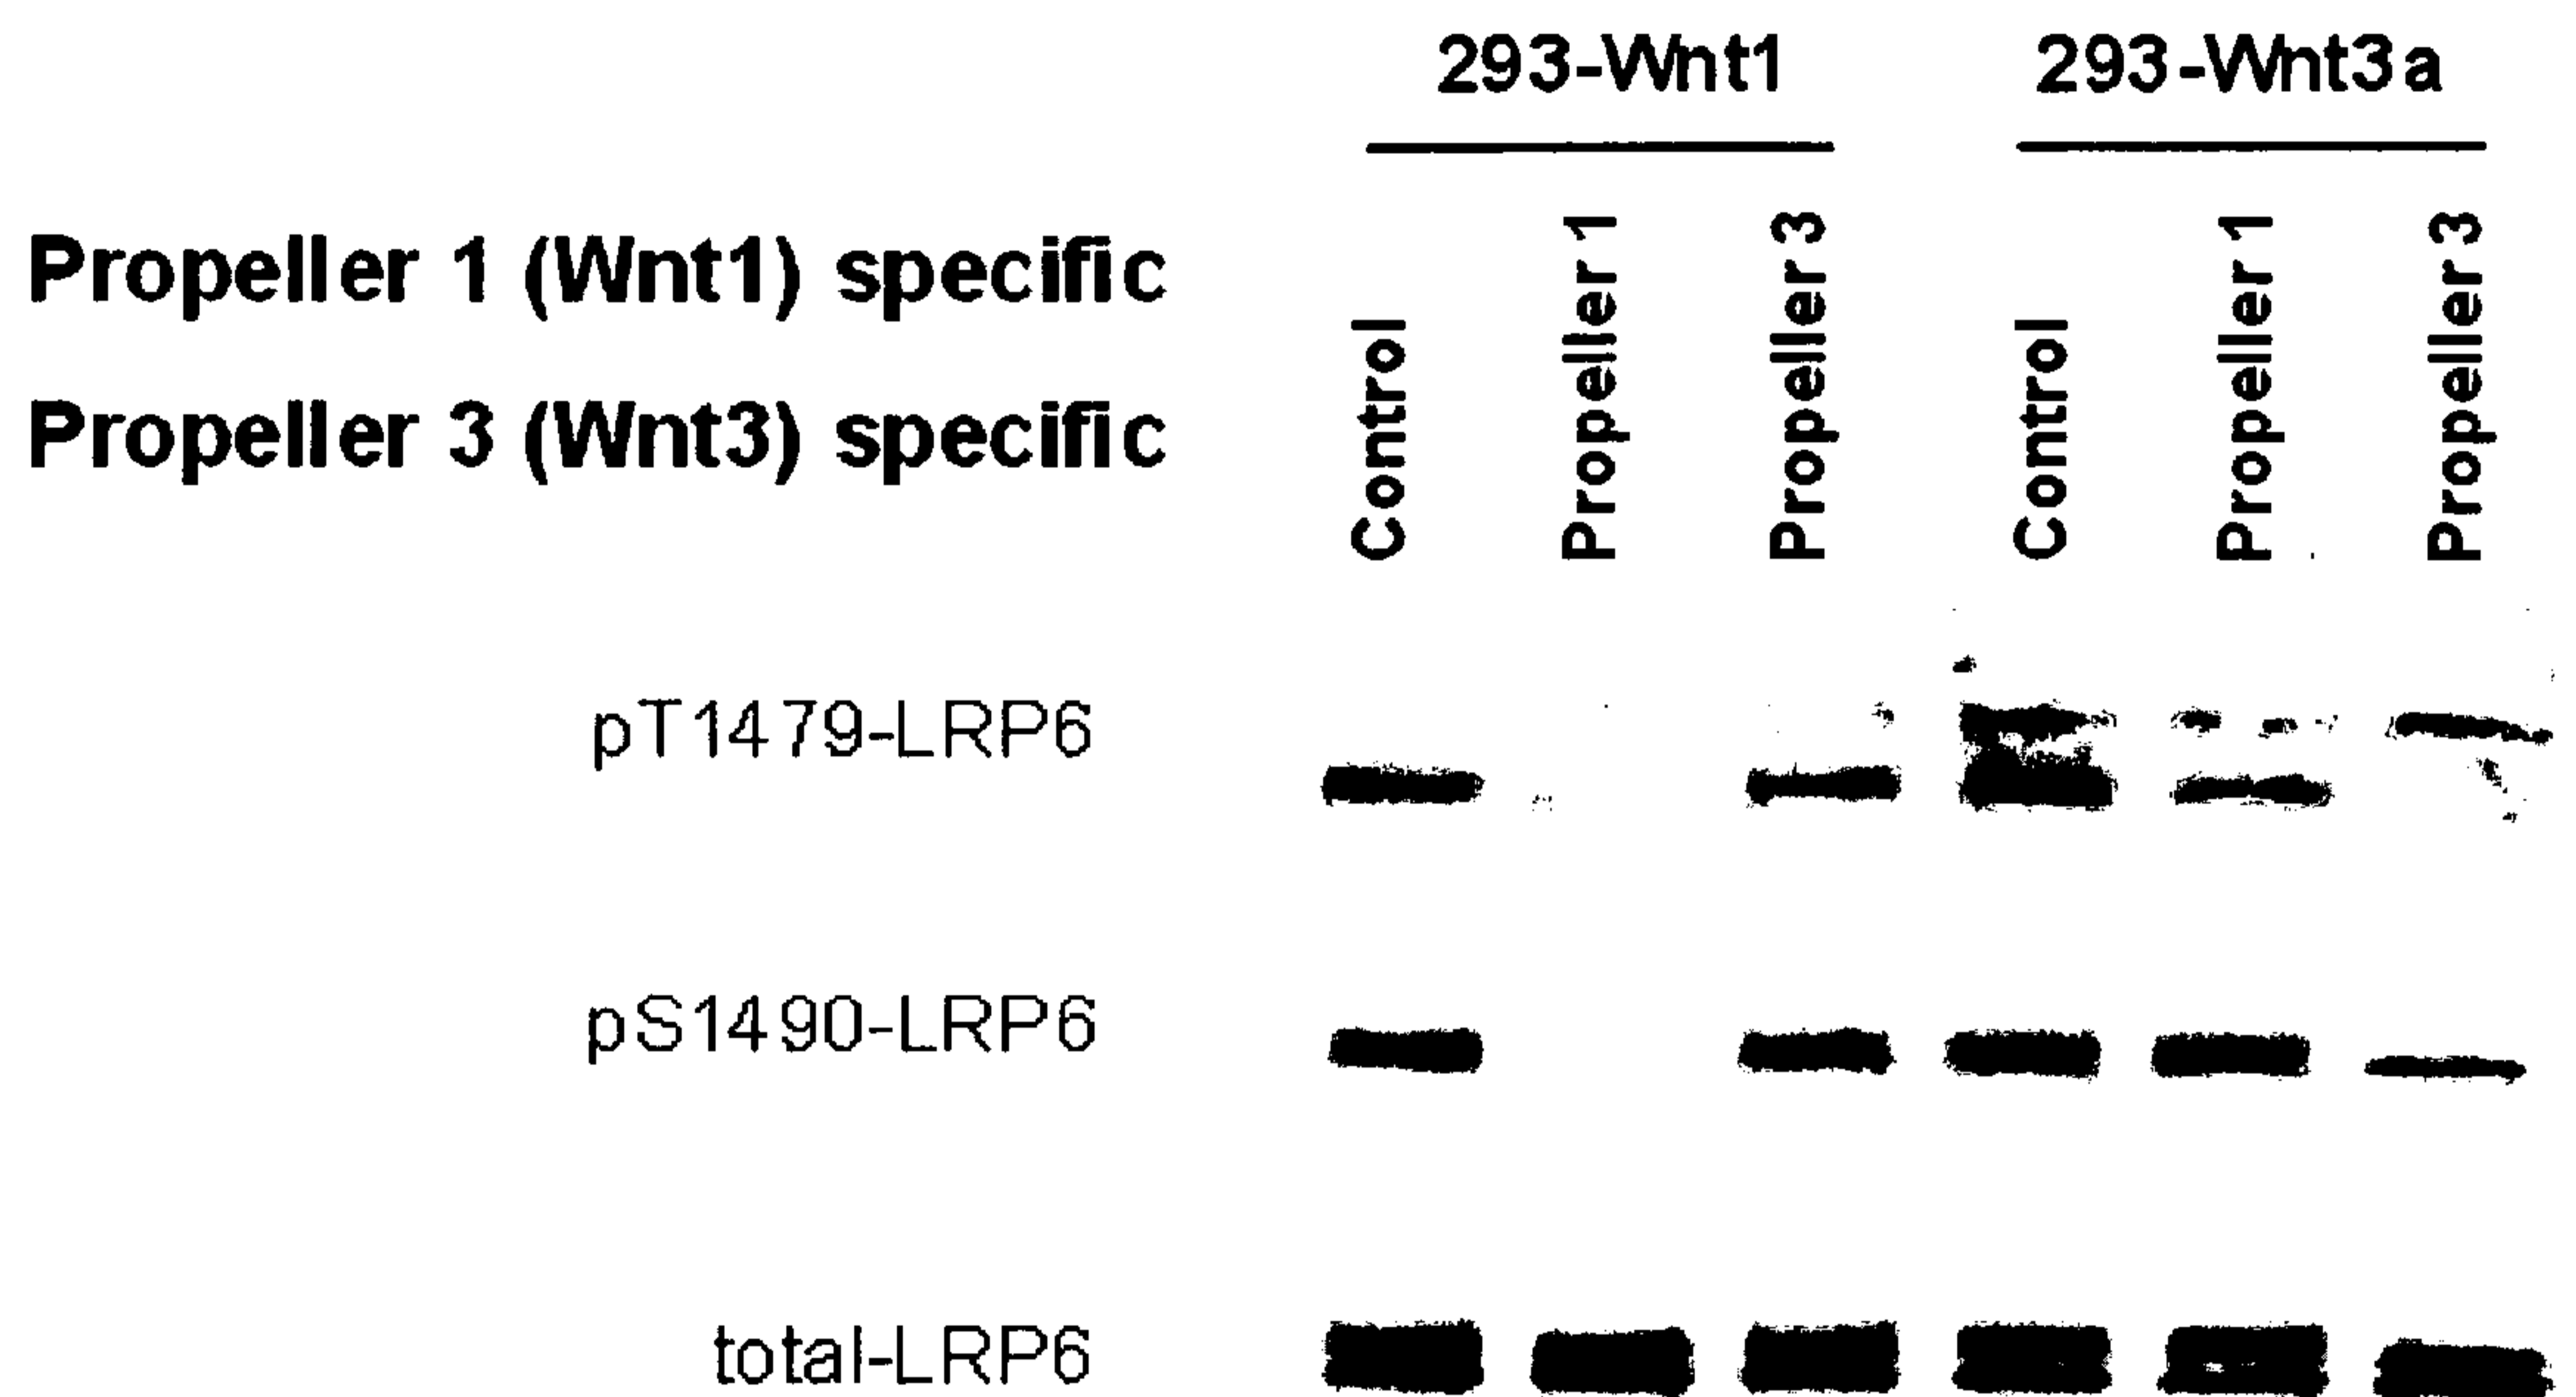 293-Wnt1 293-Wnt3a
Propeller 1 (Wnt1) specific
Propeller 3 (Wnt3) specific
Control
Propeller 1
Propeller 3
Control
Propeller 1
Propeller 3
pT1479-LRP6
pS1490-LRP6
total-LRP6